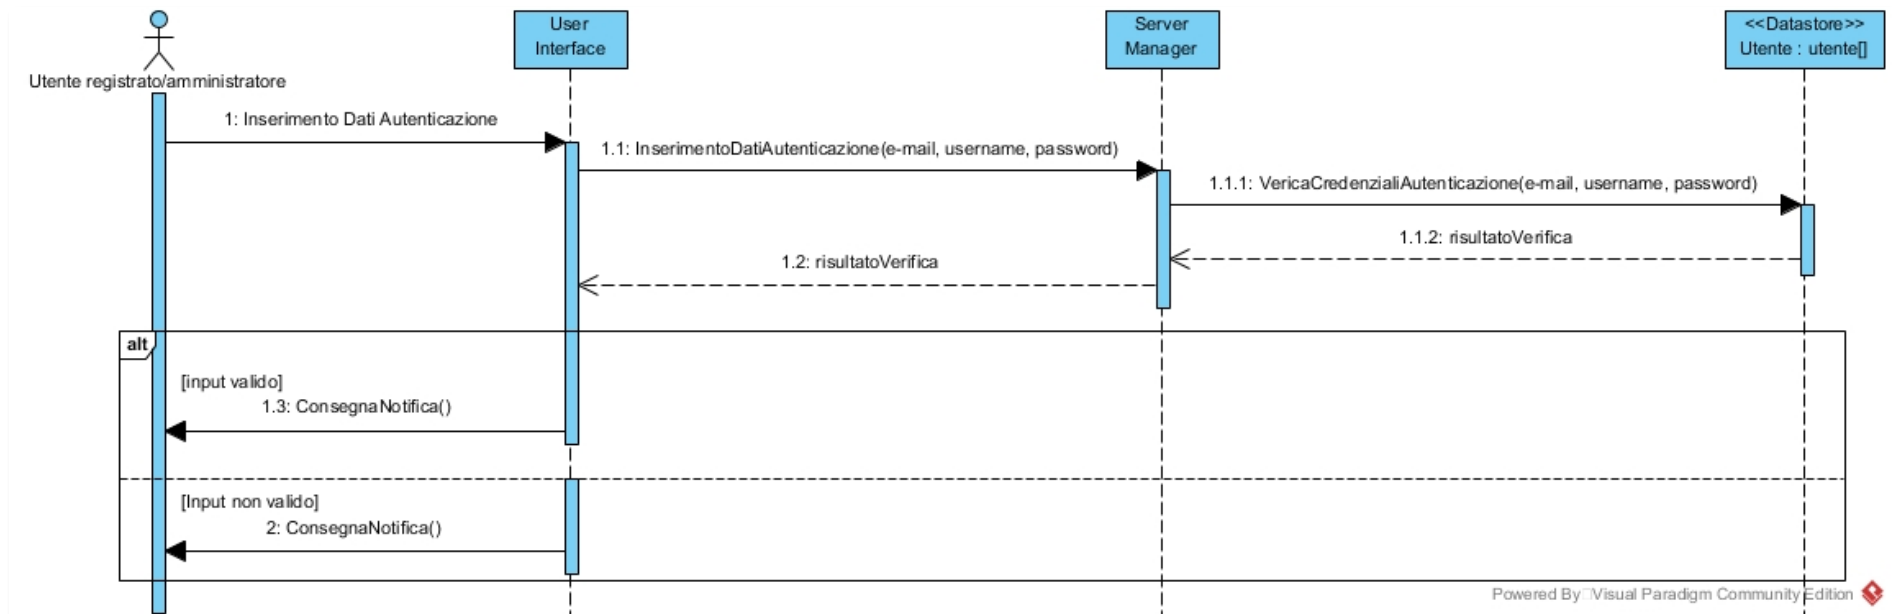 User
Interface
Server
Manager
<<Datastore>>
Utente : utente[]
Utente registrato/amministratore
1: Inserimento Dati Autenticazione
1.1: InserimentoDatiAutenticazione(e-mail, username, password)
1.1.1: VericaCredenzialiAutenticazione(e-mail, username, password)
1.1.2: risultatoVerifica
1.2: risultatoVerifica
alt
[input valido]
1.3: ConsegnaNotifica()
[Input non valido]
2: ConsegnaNotifica()
Powered By Visual Paradigm Community Edition